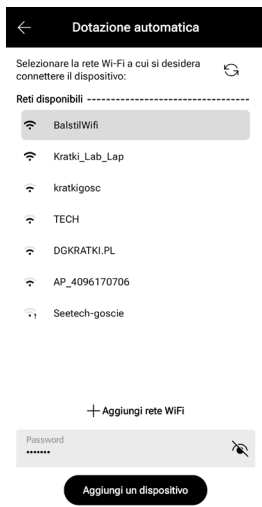 Dotazione automatica
Selezionare la rete Wi-Fi a cui si desidera
connettere il dispositivo:
Reti disponibili
BalstilWifi
Kratki_Lab_Lap
kratkigosc
TECH
DGKRATKI.PL
AP_4096170706
Seetech-goscie
Aggiungi rete WiFi
Password
•••••••
Aggiungi un dispositivo